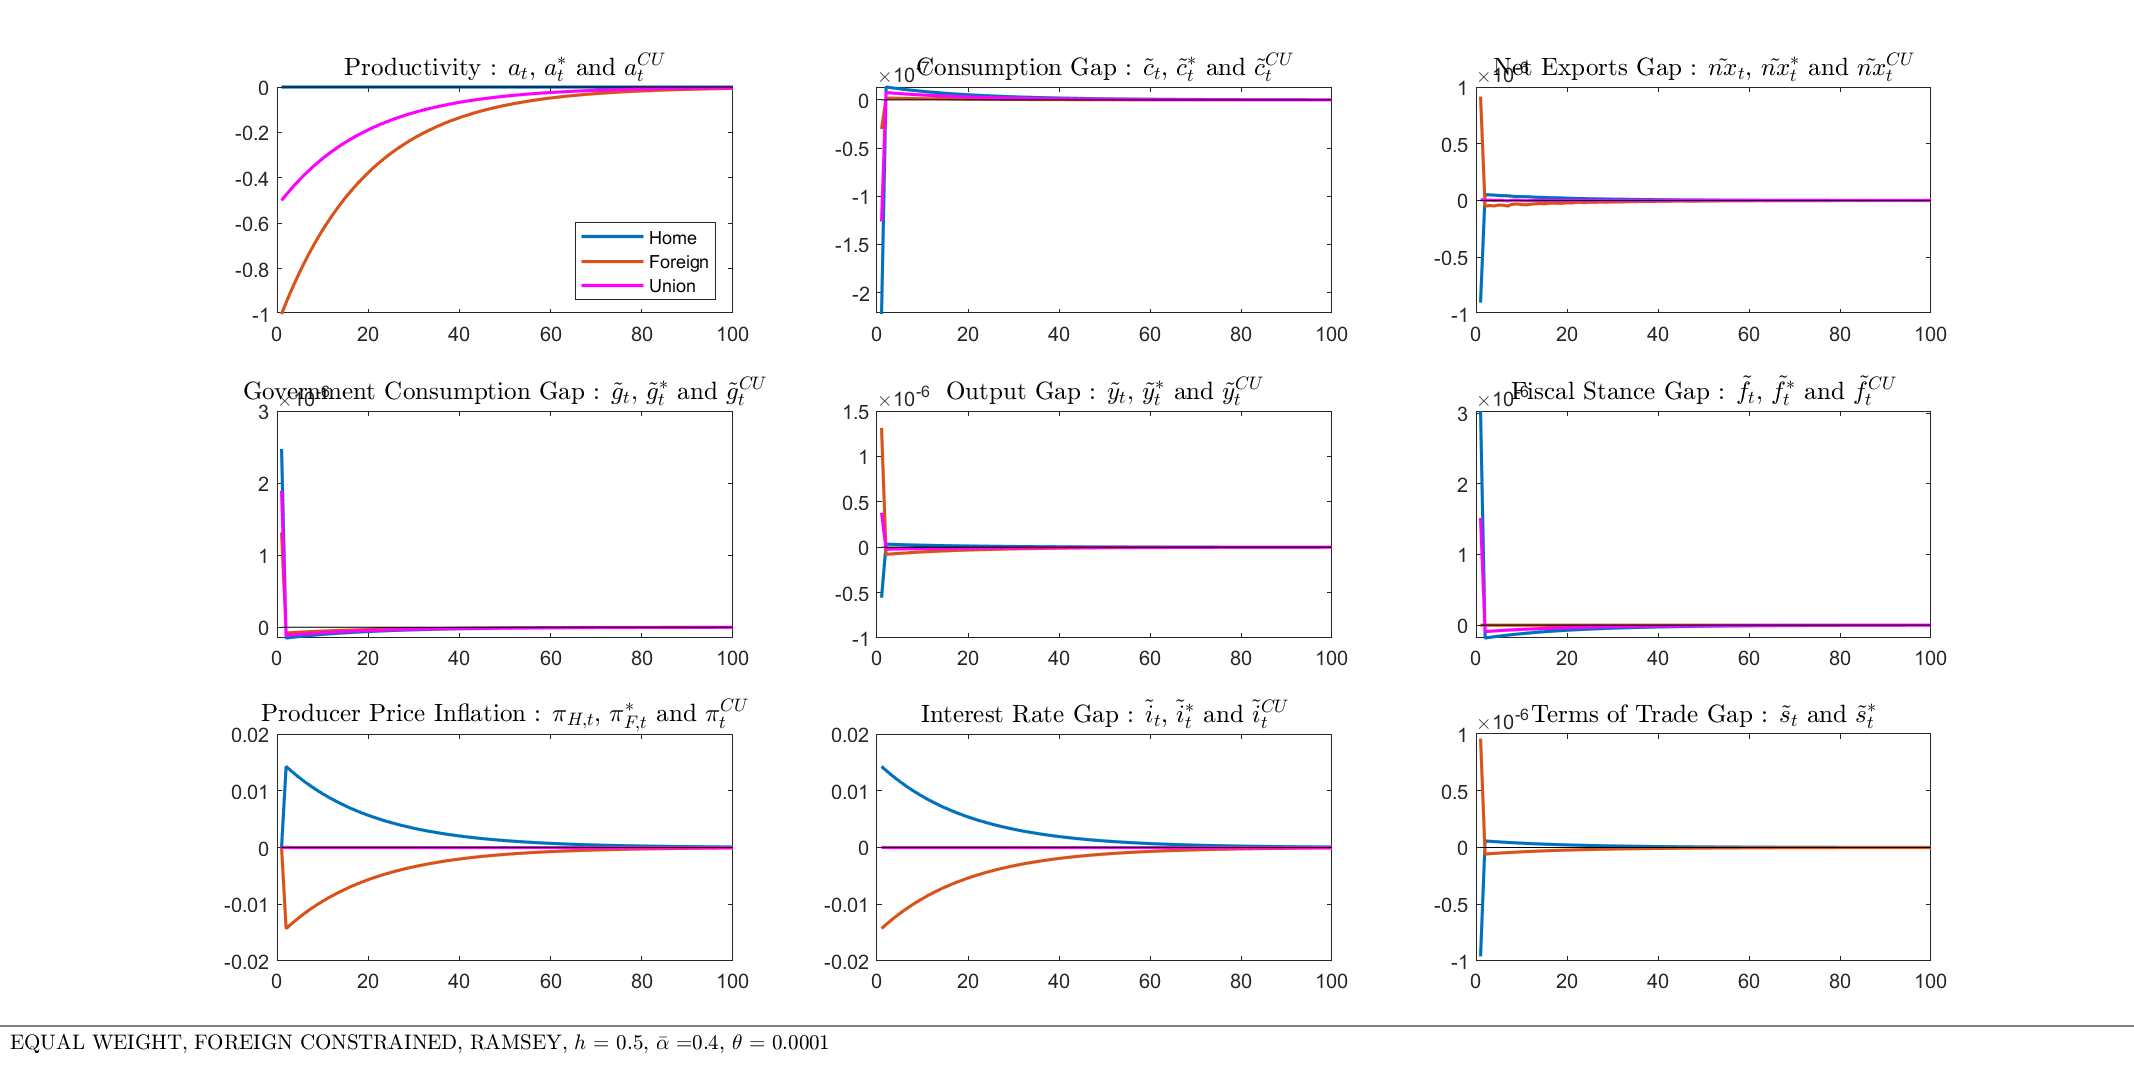 Productivity : a_t, a_t^* and a_t^{CU}
0
-0.2
-0.4
-0.6
-0.8
-1
0 20 40 60 80 100
Home
Foreign
Union
Consumption Gap : c̃_t, c̃_t^* and c̃_t^{CU}
×10^{-7}
0
-0.5
-1
-1.5
-2
0 20 40 60 80 100
Net Exports Gap : ñx_t, ñx_t^* and ñx_t^{CU}
×10^{-6}
1
0.5
0
-0.5
-1
0 20 40 60 80 100
Government Consumption Gap : g̃_t, g̃_t^* and g̃_t^{CU}
×10^{-6}
3
2
1
0
0 20 40 60 80 100
Output Gap : ỹ_t, ỹ_t^* and ỹ_t^{CU}
×10^{-6}
1.5
1
0.5
0
-0.5
-1
0 20 40 60 80 100
Fiscal Stance Gap : f̃_t, f̃_t^* and f̃_t^{CU}
×10^{-6}
3
2
1
0
0 20 40 60 80 100
Producer Price Inflation : π_{H,t}, π_{F,t}^* and π_t^{CU}
0.02
0.01
0
-0.01
-0.02
0 20 40 60 80 100
Interest Rate Gap : ĩ_t, ĩ_t^* and ĩ_t^{CU}
0.02
0.01
0
-0.01
-0.02
0 20 40 60 80 100
Terms of Trade Gap : s̃_t and s̃_t^*
×10^{-6}
1
0.5
0
-0.5
-1
0 20 40 60 80 100
EQUAL WEIGHT, FOREIGN CONSTRAINED, RAMSEY, h = 0.5, ᾱ =0.4, θ = 0.0001